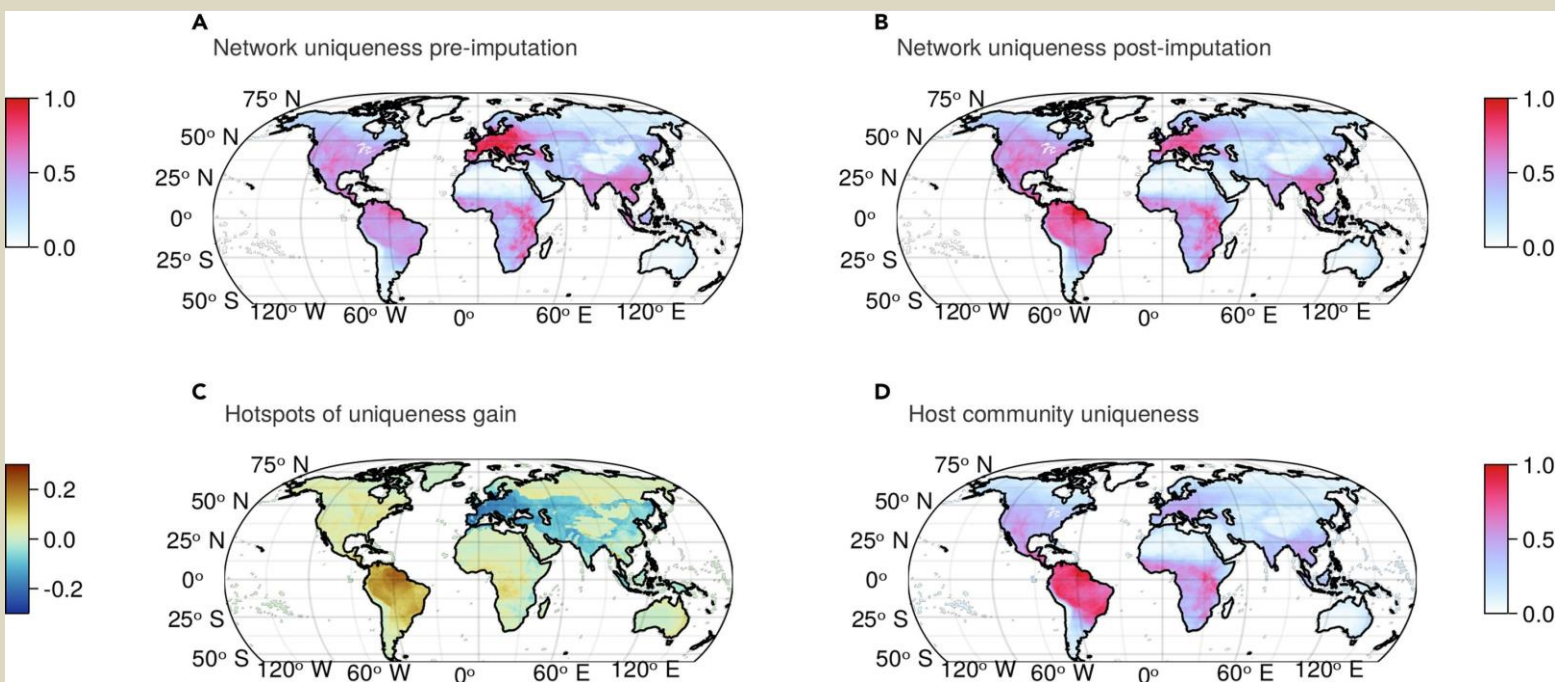 A
Network uniqueness pre-imputation
1.0
0.5
0.0
75° N
50° N
25° N
0°
25° S
50° S
120° W 60° W 0° 60° E 120° E
B
Network uniqueness post-imputation
75° N
50° N
25° N
0°
25° S
50° S
120° W 60° W 0° 60° E 120° E
1.0
0.5
0.0
C
Hotspots of uniqueness gain
0.2
0.0
-0.2
75° N
50° N
25° N
0°
25° S
50° S
120° W 60° W 0° 60° E 120° E
D
Host community uniqueness
75° N
50° N
25° N
0°
25° S
50° S
120° W 60° W 0° 60° E 120° E
1.0
0.5
0.0